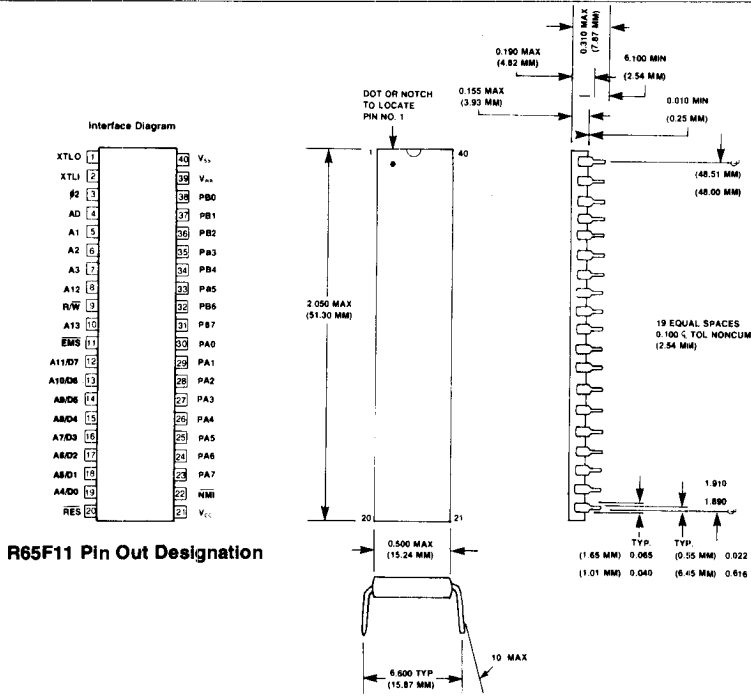 Interface Diagram
XTLO 1
XTLI 2
φ2 3
AD 4
A1 5
A2 6
A3 7
A12 8
R/W̅ 9
A13 10
E̅M̅S̅ 11
A11/D7 12
A10/D6 13
A9/D5 14
A8/D4 15
A7/D3 16
A6/D2 17
A5/D1 18
A4/D0 19
R̅E̅S̅ 20
40 VSS
39
38 PB0
37 PB1
36 PB2
35 PB3
34 PB4
33 PB5
32 PB6
31 PB7
30 PA0
29 PA1
28 PA2
27 PA3
26 PA4
25 PA5
24 PA6
23 PA7
22 N̅M̅I̅
21 VCC
R65F11 Pin Out Designation
DOT OR NOTCH
TO LOCATE
PIN NO. 1
1
40
2.050 MAX
(51.30 MM)
20
21
0.500 MAX
(15.24 MM)
6.600 TYP
(15.87 MM)
10 MAX
0.310 MAX
(7.87 MM)
0.190 MAX
(4.82 MM)
6.100 MIN
(2.54 MM)
0.155 MAX
(3.93 MM)
0.010 MIN
(0.25 MM)
(48.51 MM)
(48.00 MM)
19 EQUAL SPACES
0.100 ℄ TOL NONCUM
(2.54 MM)
1.910
1.890
TYP.
(1.65 MM) 0.065
(1.01 MM) 0.040
TYP.
(0.55 MM) 0.022
(6.45 MM) 0.616